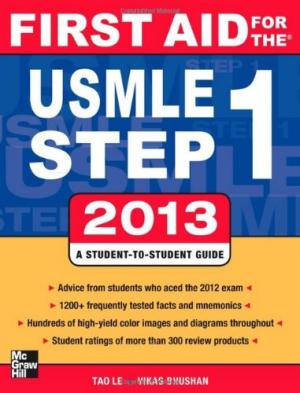 FIRST AID FOR THE®
USMLE
STEP 1
2013
A STUDENT-TO-STUDENT GUIDE
▸ Advice from students who aced the 2012 exam ◂
▸ 1200+ frequently tested facts and mnemonics ◂
▸ Hundreds of high-yield color images and diagrams throughout ◂
▸ Student ratings of more than 300 review products ◂
Mc
Graw
Hill
TAO LE VIKAS BHUSHAN